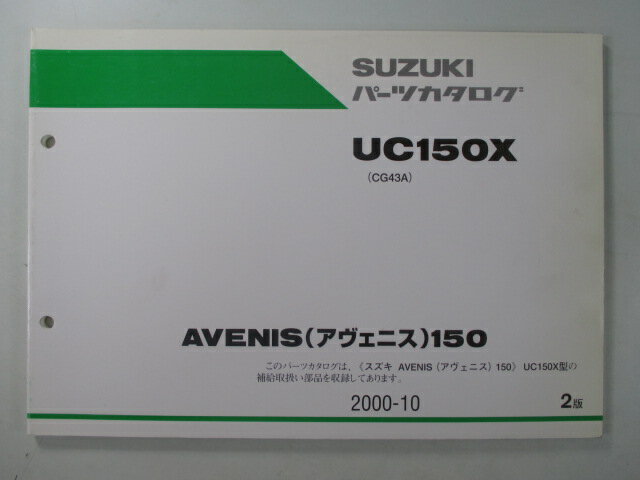 SUZUKI
パーツカタログ
UC150X
(CG43A)
AVENIS(アヴェニス)150
このパーツカタログは、《スズキ AVENIS(アヴェニス)150》 UC150X型の
補給取扱い部品を収録してあります。
2000-10
2版